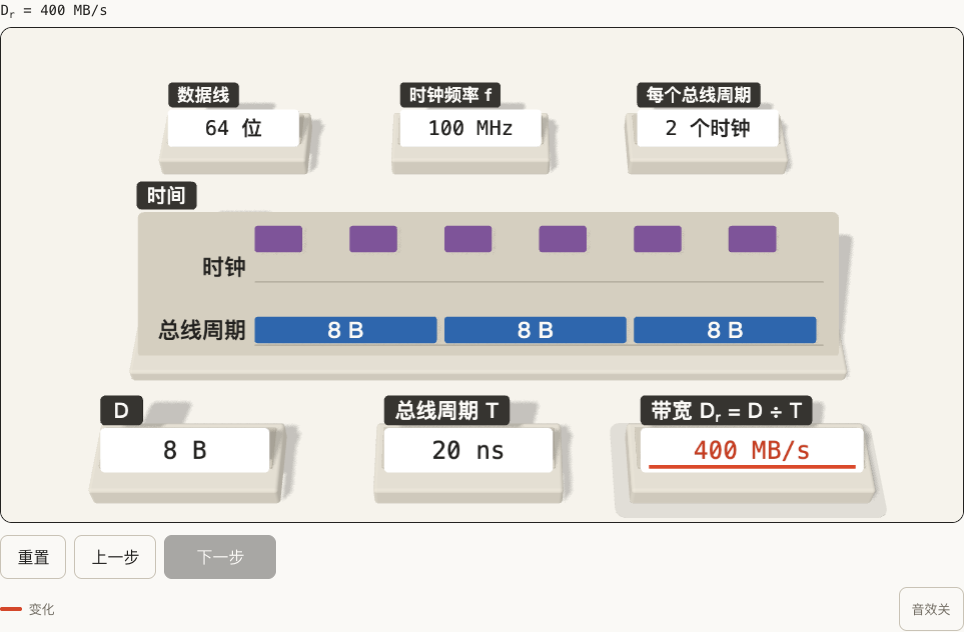 Dᵣ = 400 MB/s
数据线
时钟频率 f
每个总线周期
64 位
100 MHz
2 个时钟
时间
时钟
总线周期
8 B
8 B
8 B
D
总线周期 T
带宽 Dᵣ = D ÷ T
8 B
20 ns
400 MB/s
重置
上一步
下一步
变化
音效关